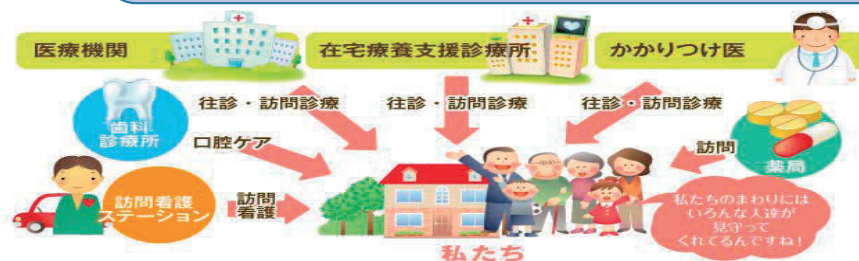 医療機関
在宅療養支援診療所
かかりつけ医
往診・訪問診療
往診・訪問診療
往診・訪問診療
歯科
診療所
口腔ケア
訪問
薬局
訪問看護
ステーション
訪問
看護
私たちのまわりには
いろんな人達が
見守って
くれてるんですね！
私たち